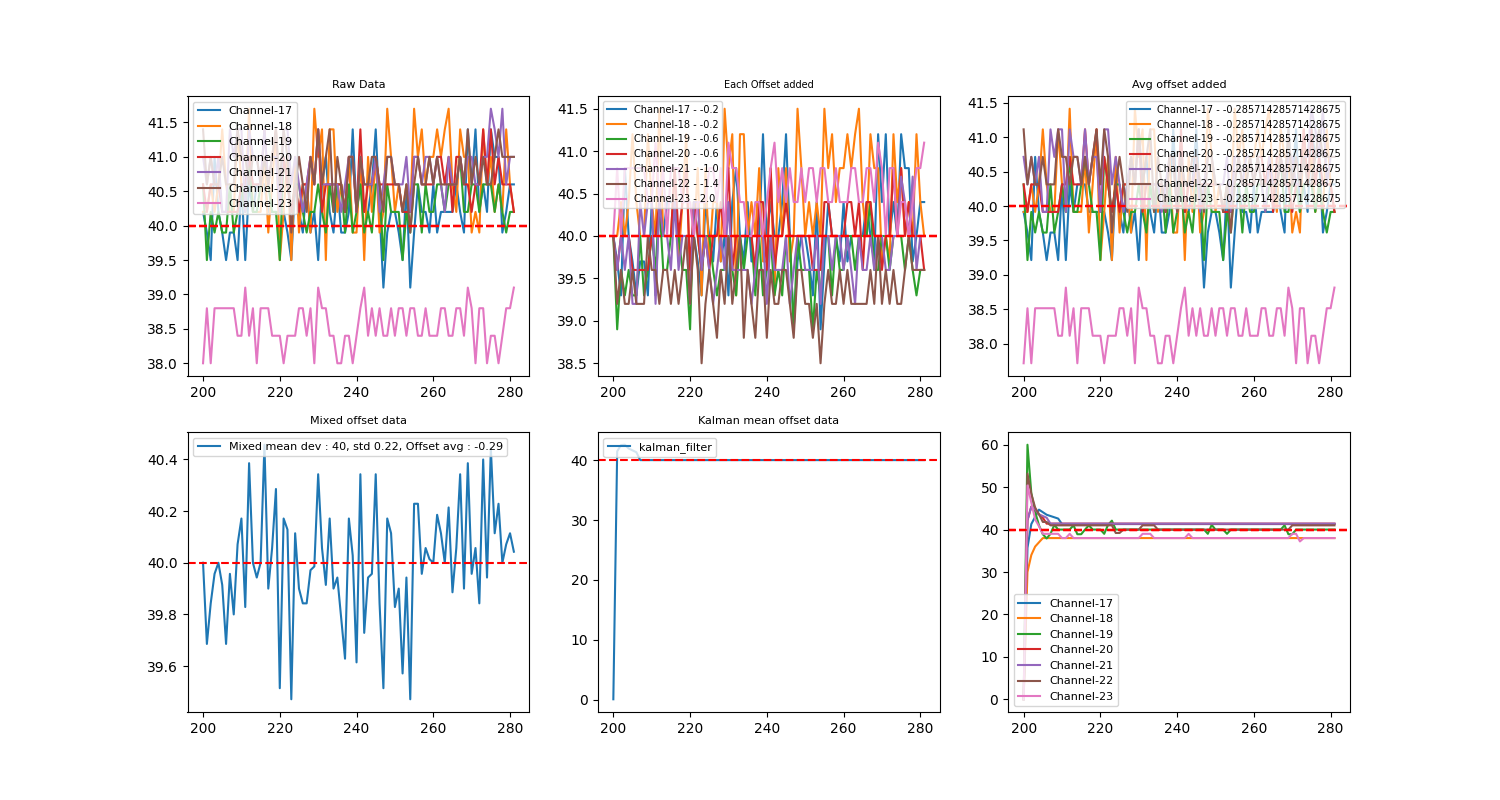 Raw Data
41.5
41.0
40.5
40.0
39.5
39.0
38.5
38.0
Channel-17
Channel-18
Channel-19
Channel-20
Channel-21
Channel-22
Channel-23
200 220 240 260 280
Each Offset added
41.5
41.0
40.5
40.0
39.5
39.0
38.5
Channel-17 - -0.2
Channel-18 - -0.2
Channel-19 - -0.6
Channel-20 - -0.6
Channel-21 - -1.0
Channel-22 - -1.4
Channel-23 - 2.0
200 220 240 260 280
Avg offset added
41.5
41.0
40.5
40.0
39.5
39.0
38.5
38.0
Channel-17 - -0.28571428571428675
Channel-18 - -0.28571428571428675
Channel-19 - -0.28571428571428675
Channel-20 - -0.28571428571428675
Channel-21 - -0.28571428571428675
Channel-22 - -0.28571428571428675
Channel-23 - -0.28571428571428675
200 220 240 260 280
Mixed offset data
40.4
40.2
40.0
39.8
39.6
Mixed mean dev : 40, std 0.22, Offset avg : -0.29
200 220 240 260 280
Kalman mean offset data
40
30
20
10
0
kalman_filter
200 220 240 260 280
60
50
40
30
20
10
0
Channel-17
Channel-18
Channel-19
Channel-20
Channel-21
Channel-22
Channel-23
200 220 240 260 280